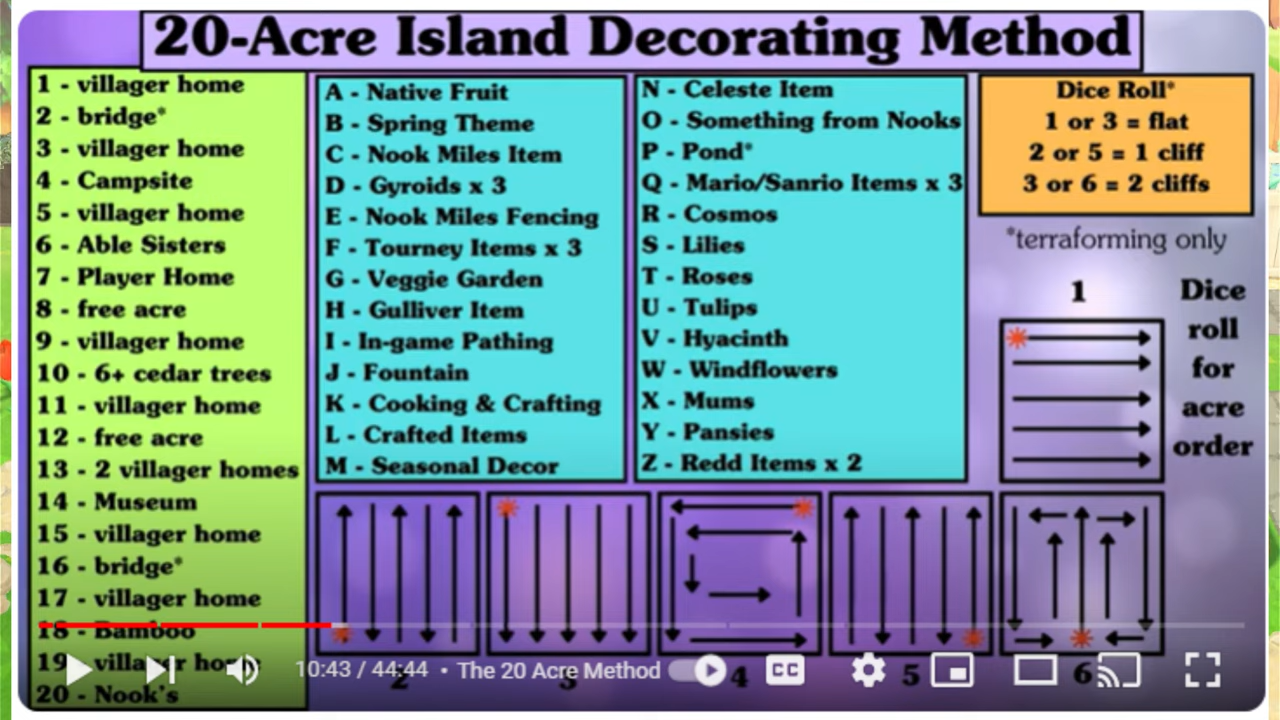 20-Acre Island Decorating Method
1 - villager home
2 - bridge*
3 - villager home
4 - Campsite
5 - villager home
6 - Able Sisters
7 - Player Home
8 - free acre
9 - villager home
10 - 6+ cedar trees
11 - villager home
12 - free acre
13 - 2 villager homes
14 - Museum
15 - villager home
16 - bridge*
17 - villager home
18 - Bamboo
19 - villager home
20 - Nook's
A - Native Fruit
B - Spring Theme
C - Nook Miles Item
D - Gyroids x 3
E - Nook Miles Fencing
F - Tourney Items x 3
G - Veggie Garden
H - Gulliver Item
I - In-game Pathing
J - Fountain
K - Cooking & Crafting
L - Crafted Items
M - Seasonal Decor
N - Celeste Item
O - Something from Nooks
P - Pond*
Q - Mario/Sanrio Items x 3
R - Cosmos
S - Lilies
T - Roses
U - Tulips
V - Hyacinth
W - Windflowers
X - Mums
Y - Pansies
Z - Redd Items x 2
Dice Roll*
1 or 3 = flat
2 or 5 = 1 cliff
3 or 6 = 2 cliffs
*terraforming only
1
Dice
roll
for
acre
order
2
3
4
5
6
10:43 / 44:44 • The 20 Acre Method
CC